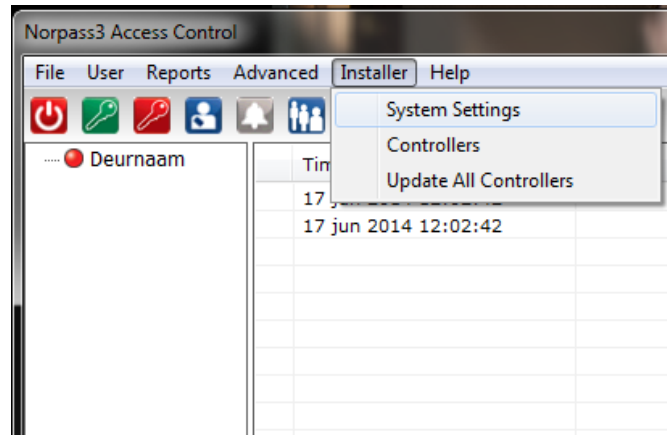 Norpass3 Access Control
File User Reports Advanced Installer Help
System Settings
Controllers
Update All Controllers
Deurnaam
17 jun 2014 12:02:42